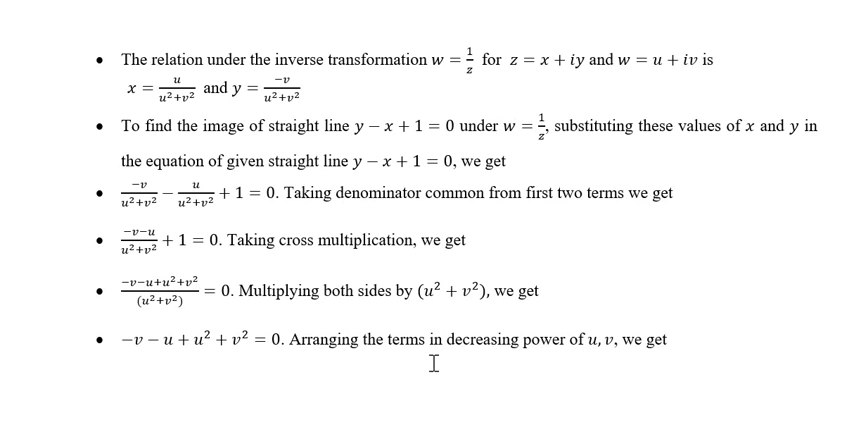 • The relation under the inverse transformation w = 1/z for z = x + iy and w = u + iv is
x = u/(u²+v²) and y = −v/(u²+v²)
• To find the image of straight line y − x + 1 = 0 under w = 1/z, substituting these values of x and y in
the equation of given straight line y − x + 1 = 0, we get
• −v/(u²+v²) − u/(u²+v²) + 1 = 0. Taking denominator common from first two terms we get
• (−v−u)/(u²+v²) + 1 = 0. Taking cross multiplication, we get
• (−v−u+u²+v²)/(u²+v²) = 0. Multiplying both sides by (u² + v²), we get
• −v − u + u² + v² = 0. Arranging the terms in decreasing power of u, v, we get